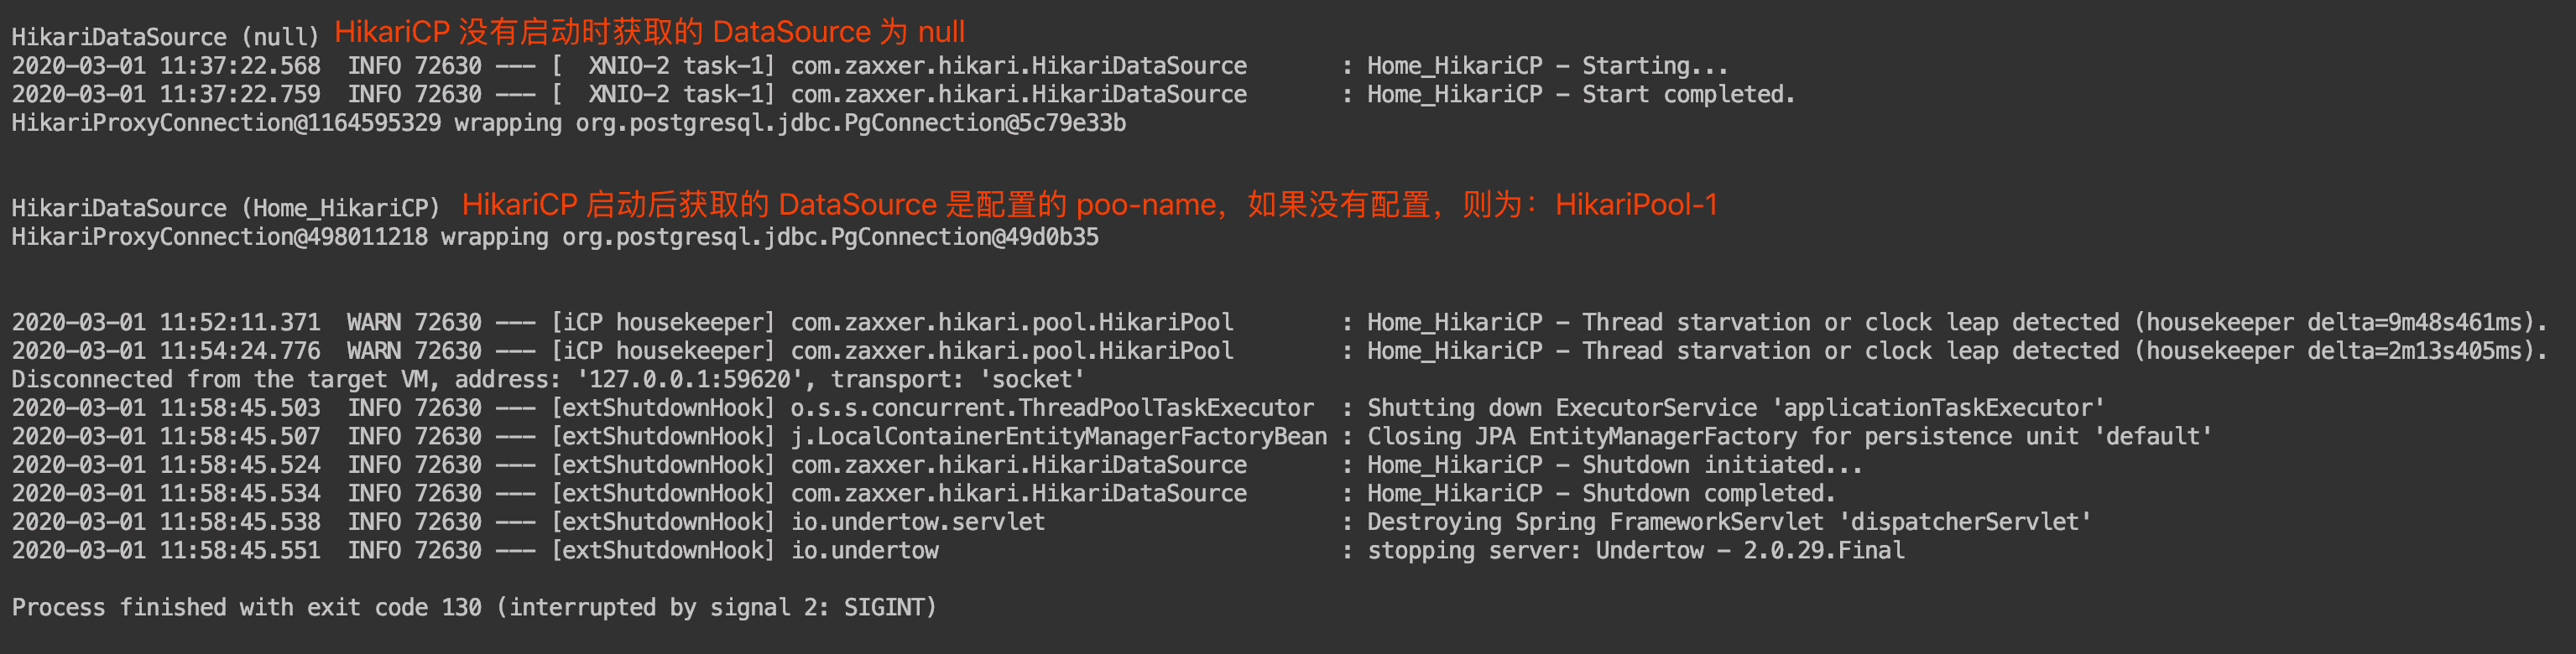 HikariDataSource (null) HikariCP 没有启动时获取的 DataSource 为 null
2020-03-01 11:37:22.568  INFO 72630 --- [  XNIO-2 task-1] com.zaxxer.hikari.HikariDataSource       : Home_HikariCP - Starting...
2020-03-01 11:37:22.759  INFO 72630 --- [  XNIO-2 task-1] com.zaxxer.hikari.HikariDataSource       : Home_HikariCP - Start completed.
HikariProxyConnection@1164595329 wrapping org.postgresql.jdbc.PgConnection@5c79e33b
HikariDataSource (Home_HikariCP) HikariCP 启动后获取的 DataSource 是配置的 poo-name，如果没有配置，则为：HikariPool-1
HikariProxyConnection@498011218 wrapping org.postgresql.jdbc.PgConnection@49d0b35
2020-03-01 11:52:11.371  WARN 72630 --- [iCP housekeeper] com.zaxxer.hikari.pool.HikariPool        : Home_HikariCP - Thread starvation or clock leap detected (housekeeper delta=9m48s461ms).
2020-03-01 11:54:24.776  WARN 72630 --- [iCP housekeeper] com.zaxxer.hikari.pool.HikariPool        : Home_HikariCP - Thread starvation or clock leap detected (housekeeper delta=2m13s405ms).
Disconnected from the target VM, address: '127.0.0.1:59620', transport: 'socket'
2020-03-01 11:58:45.503  INFO 72630 --- [extShutdownHook] o.s.s.concurrent.ThreadPoolTaskExecutor  : Shutting down ExecutorService 'applicationTaskExecutor'
2020-03-01 11:58:45.507  INFO 72630 --- [extShutdownHook] j.LocalContainerEntityManagerFactoryBean : Closing JPA EntityManagerFactory for persistence unit 'default'
2020-03-01 11:58:45.524  INFO 72630 --- [extShutdownHook] com.zaxxer.hikari.HikariDataSource       : Home_HikariCP - Shutdown initiated...
2020-03-01 11:58:45.534  INFO 72630 --- [extShutdownHook] com.zaxxer.hikari.HikariDataSource       : Home_HikariCP - Shutdown completed.
2020-03-01 11:58:45.538  INFO 72630 --- [extShutdownHook] io.undertow.servlet                      : Destroying Spring FrameworkServlet 'dispatcherServlet'
2020-03-01 11:58:45.551  INFO 72630 --- [extShutdownHook] io.undertow                              : stopping server: Undertow - 2.0.29.Final
Process finished with exit code 130 (interrupted by signal 2: SIGINT)